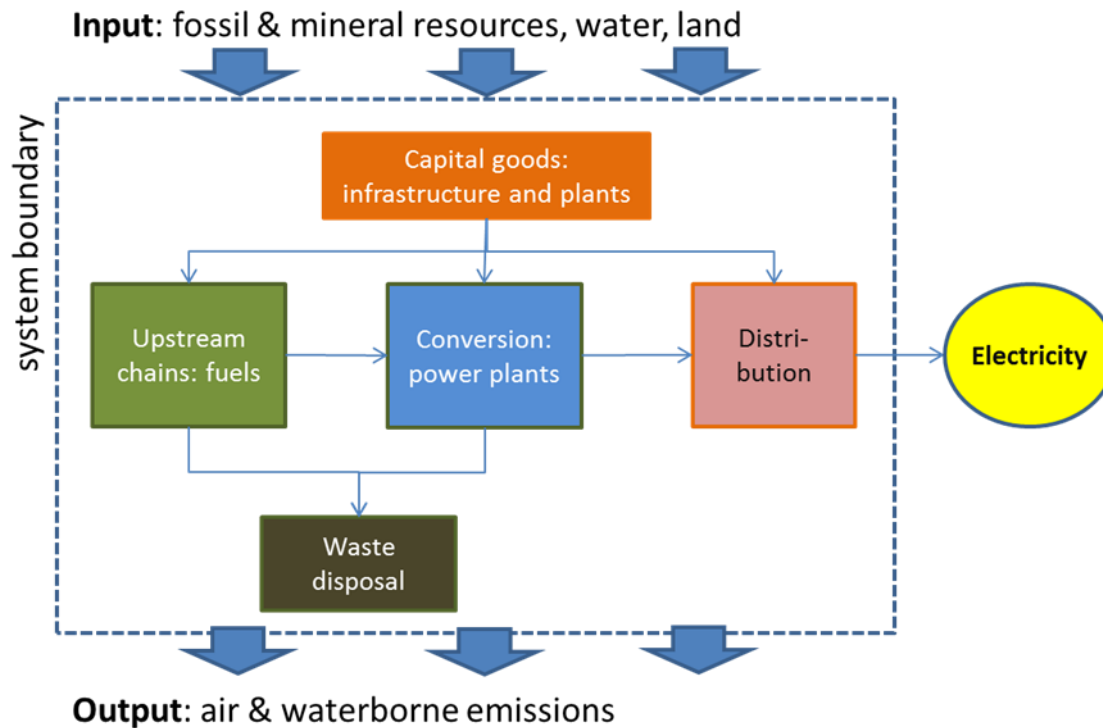 Input: fossil & mineral resources, water, land
system boundary
Capital goods:
infrastructure and plants
Upstream
chains: fuels
Conversion:
power plants
Distri-
bution
Electricity
Waste
disposal
Output: air & waterborne emissions